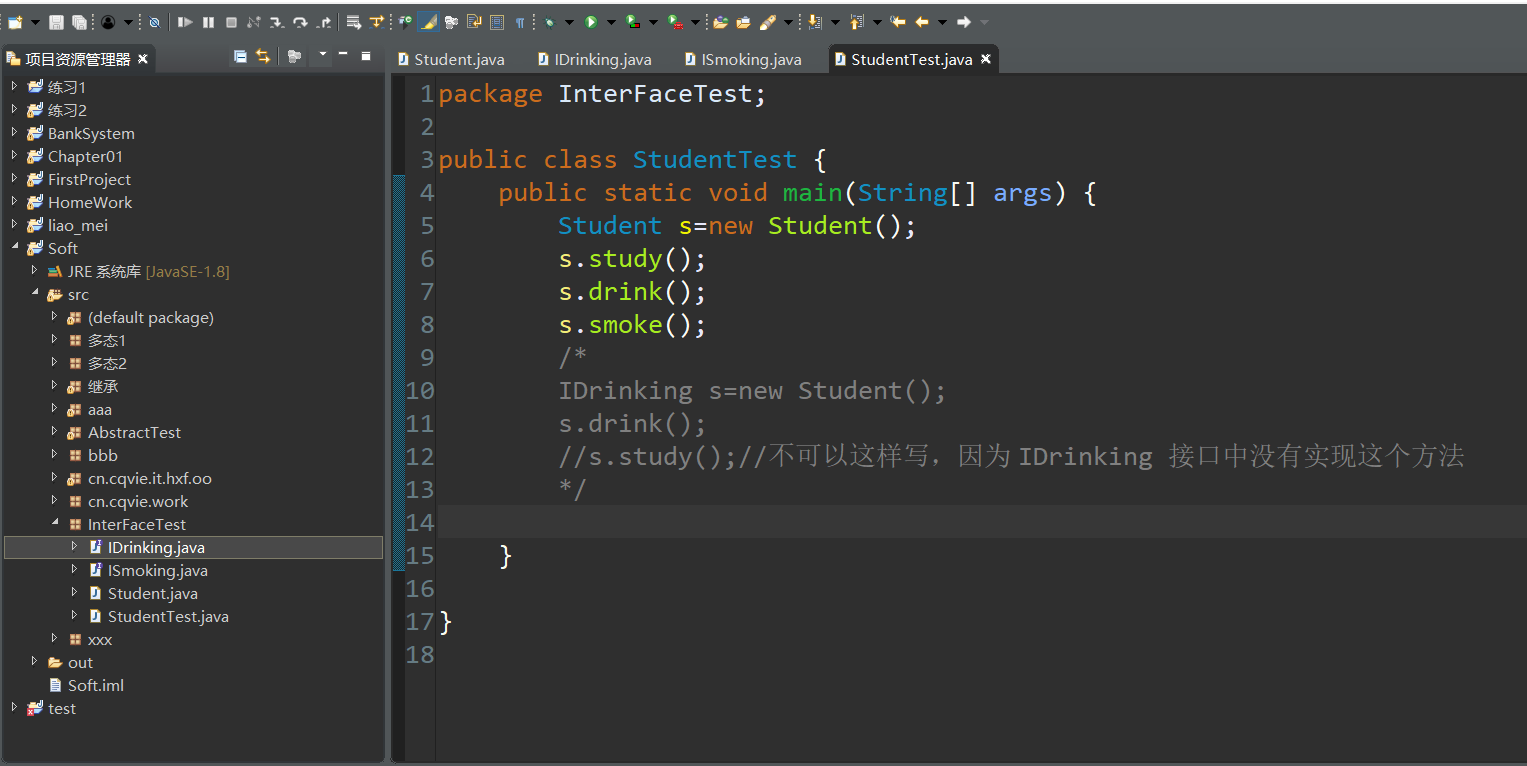 项目资源管理器
练习1
练习2
BankSystem
Chapter01
FirstProject
HomeWork
liao_mei
Soft
JRE 系统库 [JavaSE-1.8]
src
(default package)
多态1
多态2
继承
aaa
AbstractTest
bbb
cn.cqvie.it.hxf.oo
cn.cqvie.work
InterFaceTest
IDrinking.java
ISmoking.java
Student.java
StudentTest.java
xxx
out
Soft.iml
test
Student.java IDrinking.java ISmoking.java StudentTest.java
1 package InterFaceTest;
2
3 public class StudentTest {
4     public static void main(String[] args) {
5         Student s=new Student();
6         s.study();
7         s.drink();
8         s.smoke();
9         /*
10         IDrinking s=new Student();
11         s.drink();
12         //s.study();//不可以这样写，因为 IDrinking 接口中没有实现这个方法
13         */
14
15     }
16
17 }
18